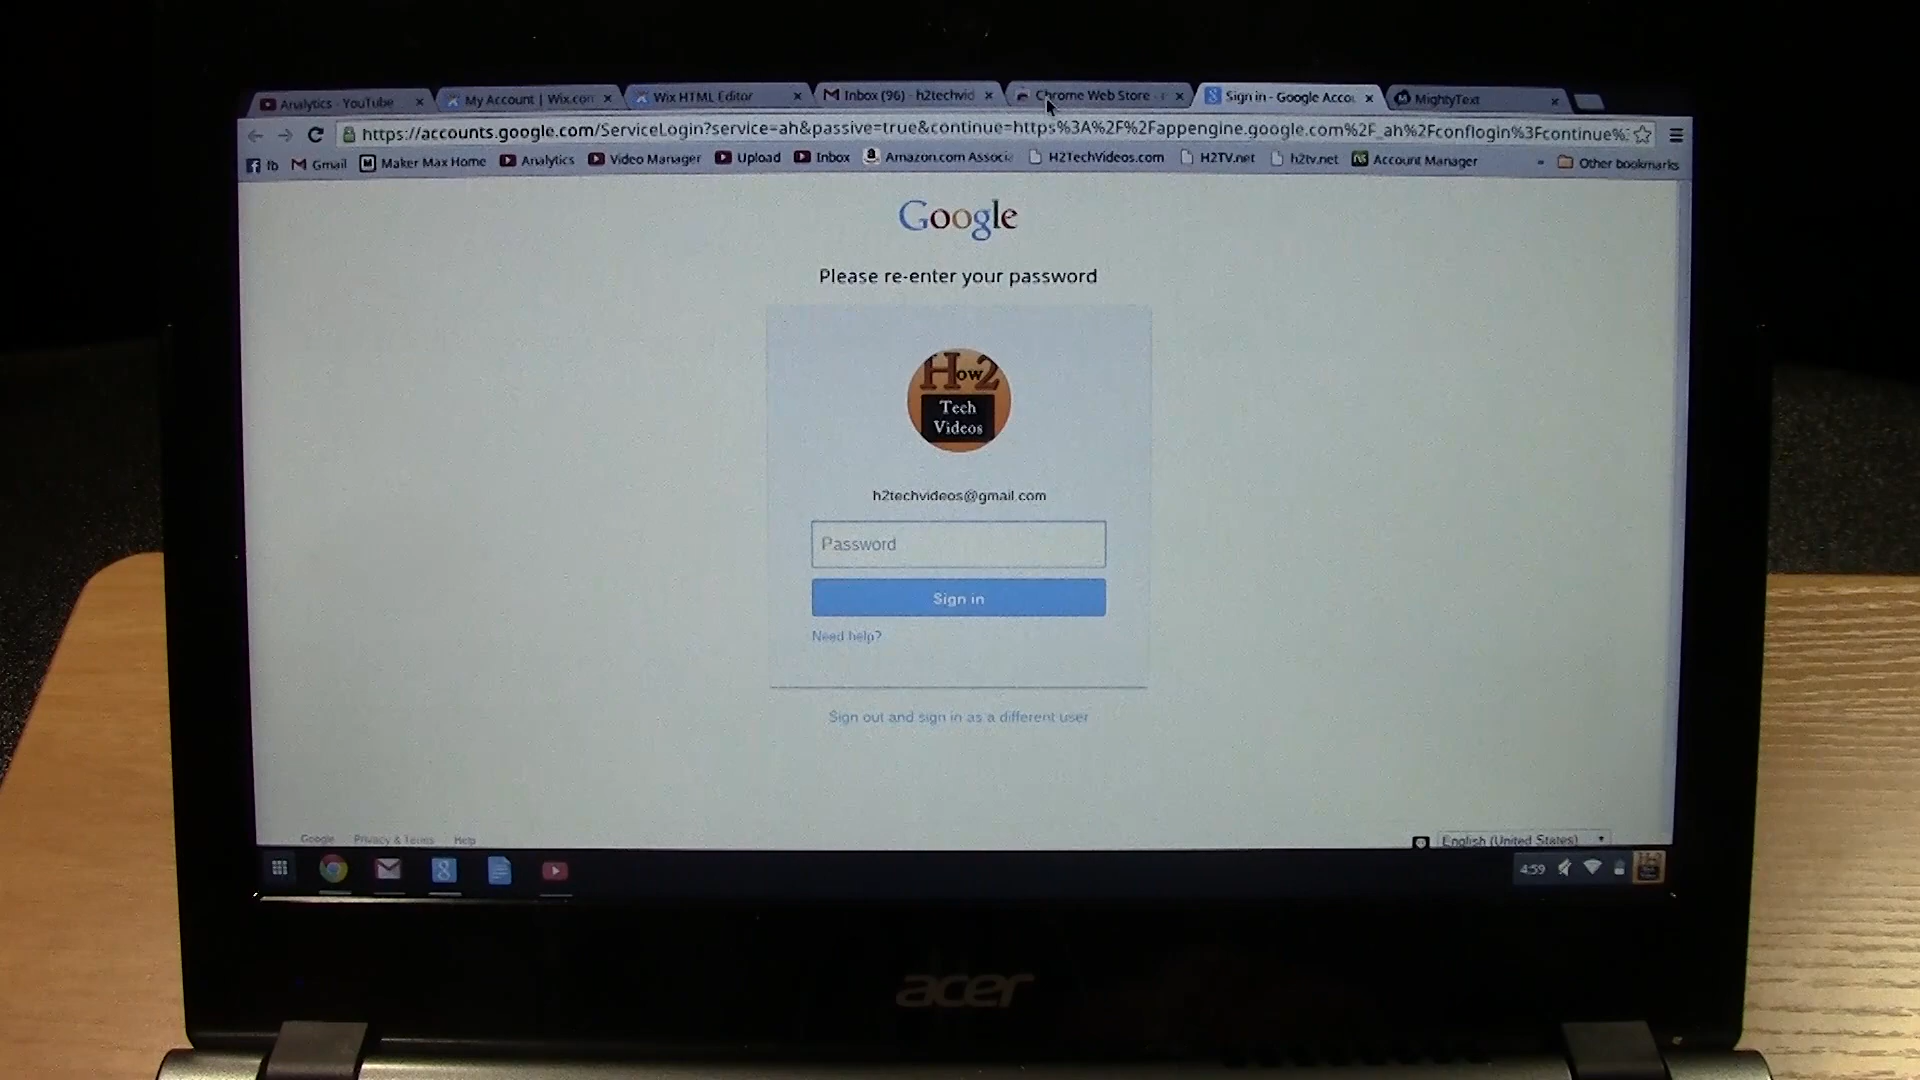 Analytics - YouTube
My Account | Wix.con
Wix HTML Editor
Inbox (96) - h2techvid
Chrome Web Store -
Sign in - Google Accou
MightyText
https://accounts.google.com/ServiceLogin?service=ah&passive=true&continue=https%3A%2F%2Fappengine.google.com%2F_ah%2Fconflogin%3Fcontinue%
fb Gmail Maker Max Home Analytics Video Manager Upload Inbox Amazon.com Associa H2TechVideos.com H2TV.net h2tv.net Account Manager » Other bookmarks
Google
Please re-enter your password
How2
Tech
Videos
h2techvideos@gmail.com
Password
Sign in
Need help?
Sign out and sign in as a different user
Google Privacy & Terms Help
English (United States)
4:59
acer